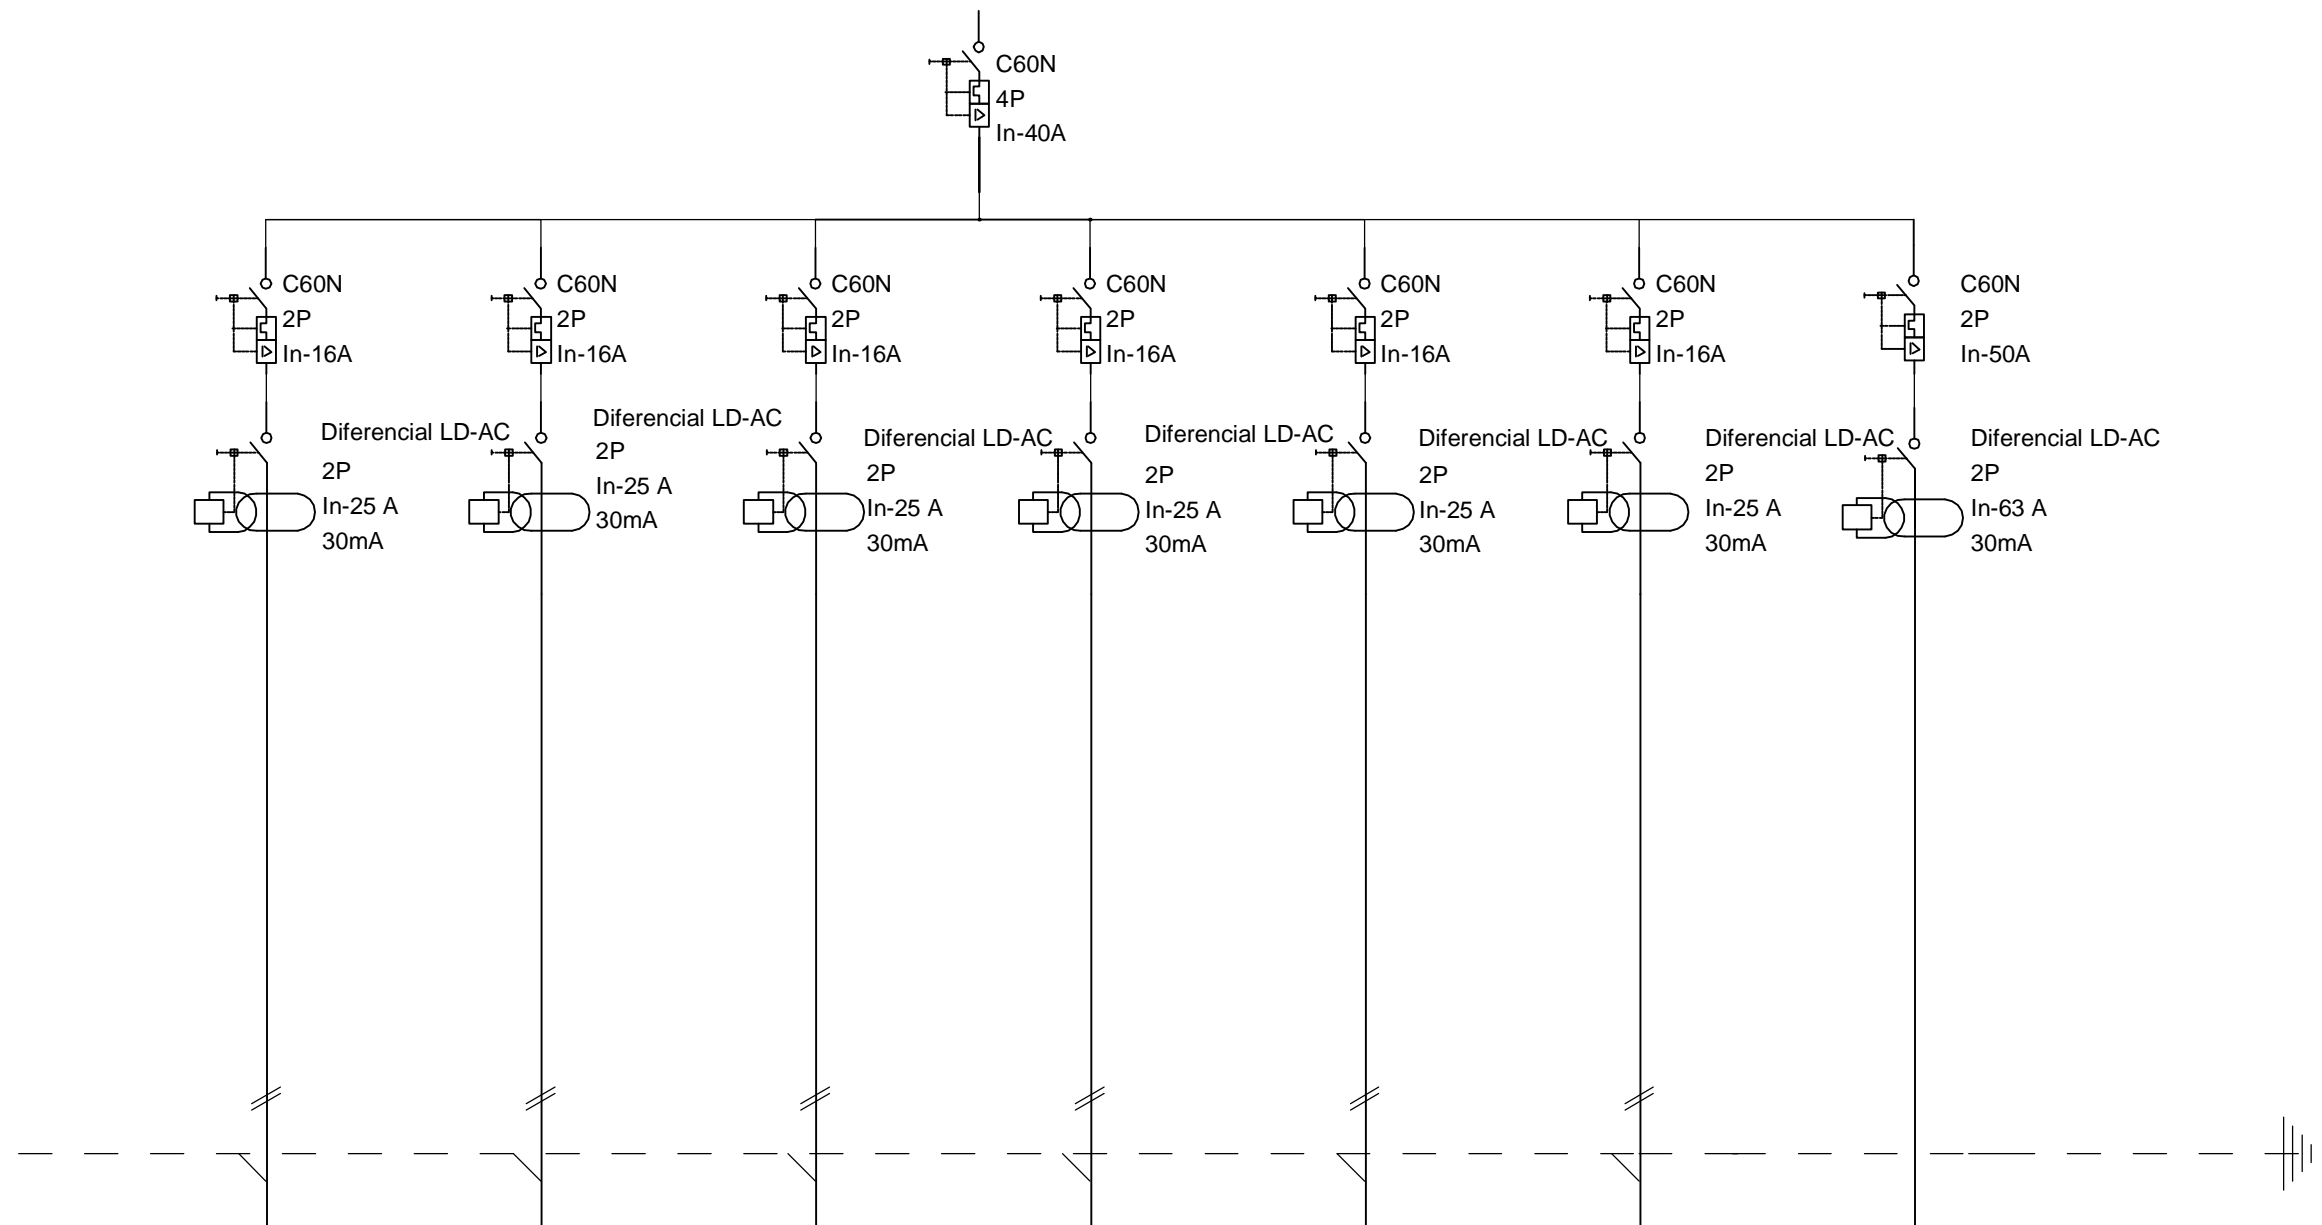 C60N
4P
In-40A
C60N
2P
In-16A
C60N
2P
In-16A
C60N
2P
In-16A
C60N
2P
In-16A
C60N
2P
In-16A
C60N
2P
In-16A
C60N
2P
In-50A
Diferencial LD-AC
2P
In-25 A
30mA
Diferencial LD-AC
2P
In-25 A
30mA
Diferencial LD-AC
2P
In-25 A
30mA
Diferencial LD-AC
2P
In-25 A
30mA
Diferencial LD-AC
2P
In-25 A
30mA
Diferencial LD-AC
2P
In-25 A
30mA
Diferencial LD-AC
2P
In-63 A
30mA